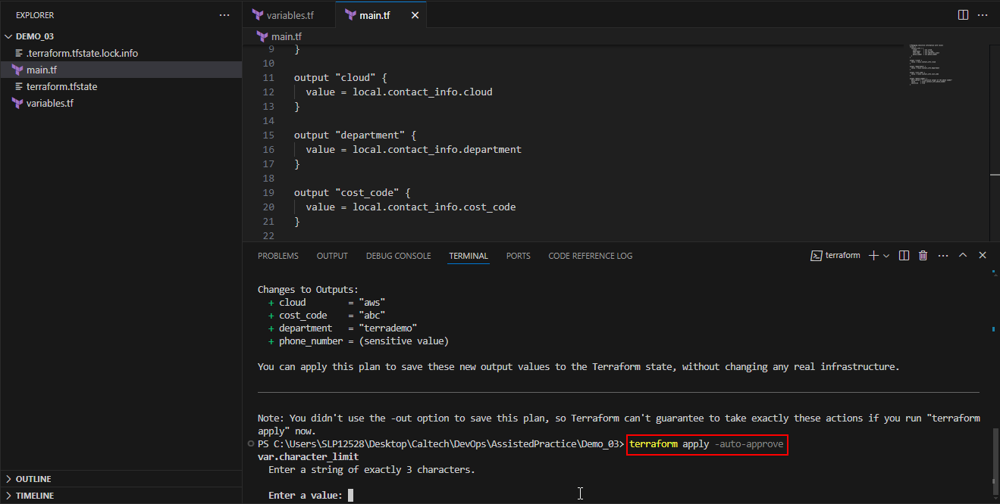 EXPLORER
DEMO_03
.terraform.tfstate.lock.info
main.tf
terraform.tfstate
variables.tf
OUTLINE
TIMELINE
variables.tf
main.tf
main.tf
9 }
10
11 output "cloud" {
12 value = local.contact_info.cloud
13 }
14
15 output "department" {
16 value = local.contact_info.department
17 }
18
19 output "cost_code" {
20 value = local.contact_info.cost_code
21 }
22
PROBLEMS OUTPUT DEBUG CONSOLE TERMINAL PORTS CODE REFERENCE LOG terraform
Changes to Outputs:
+ cloud = "aws"
+ cost_code = "abc"
+ department = "terrademo"
+ phone_number = (sensitive value)
You can apply this plan to save these new output values to the Terraform state, without changing any real infrastructure.
Note: You didn't use the -out option to save this plan, so Terraform can't guarantee to take exactly these actions if you run "terraform
apply" now.
PS C:\Users\SLP12528\Desktop\Caltech\DevOps\AssistedPractice\Demo_03> terraform apply -auto-approve
var.character_limit
Enter a string of exactly 3 characters.
Enter a value: